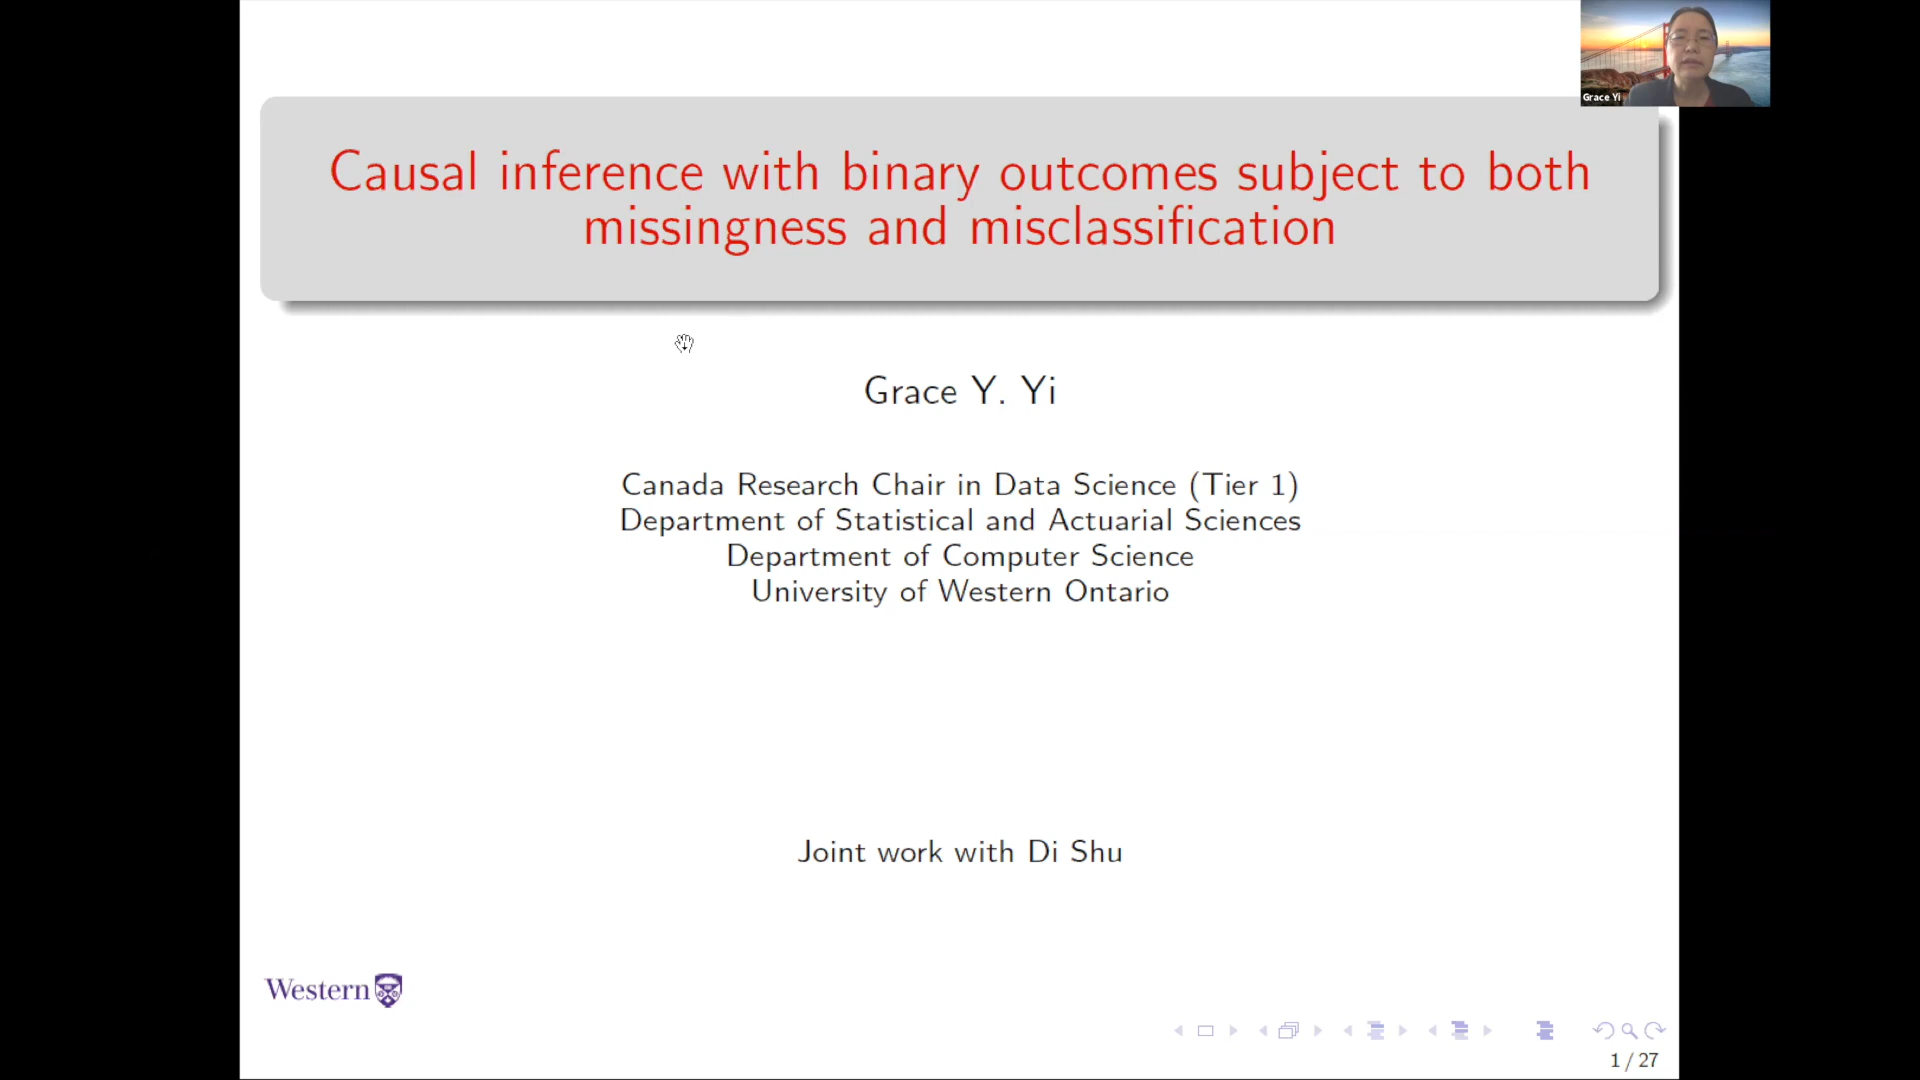 Grace Yi
Causal inference with binary outcomes subject to both
missingness and misclassification
Grace Y. Yi
Canada Research Chair in Data Science (Tier 1)
Department of Statistical and Actuarial Sciences
Department of Computer Science
University of Western Ontario
Joint work with Di Shu
Western
1 / 27